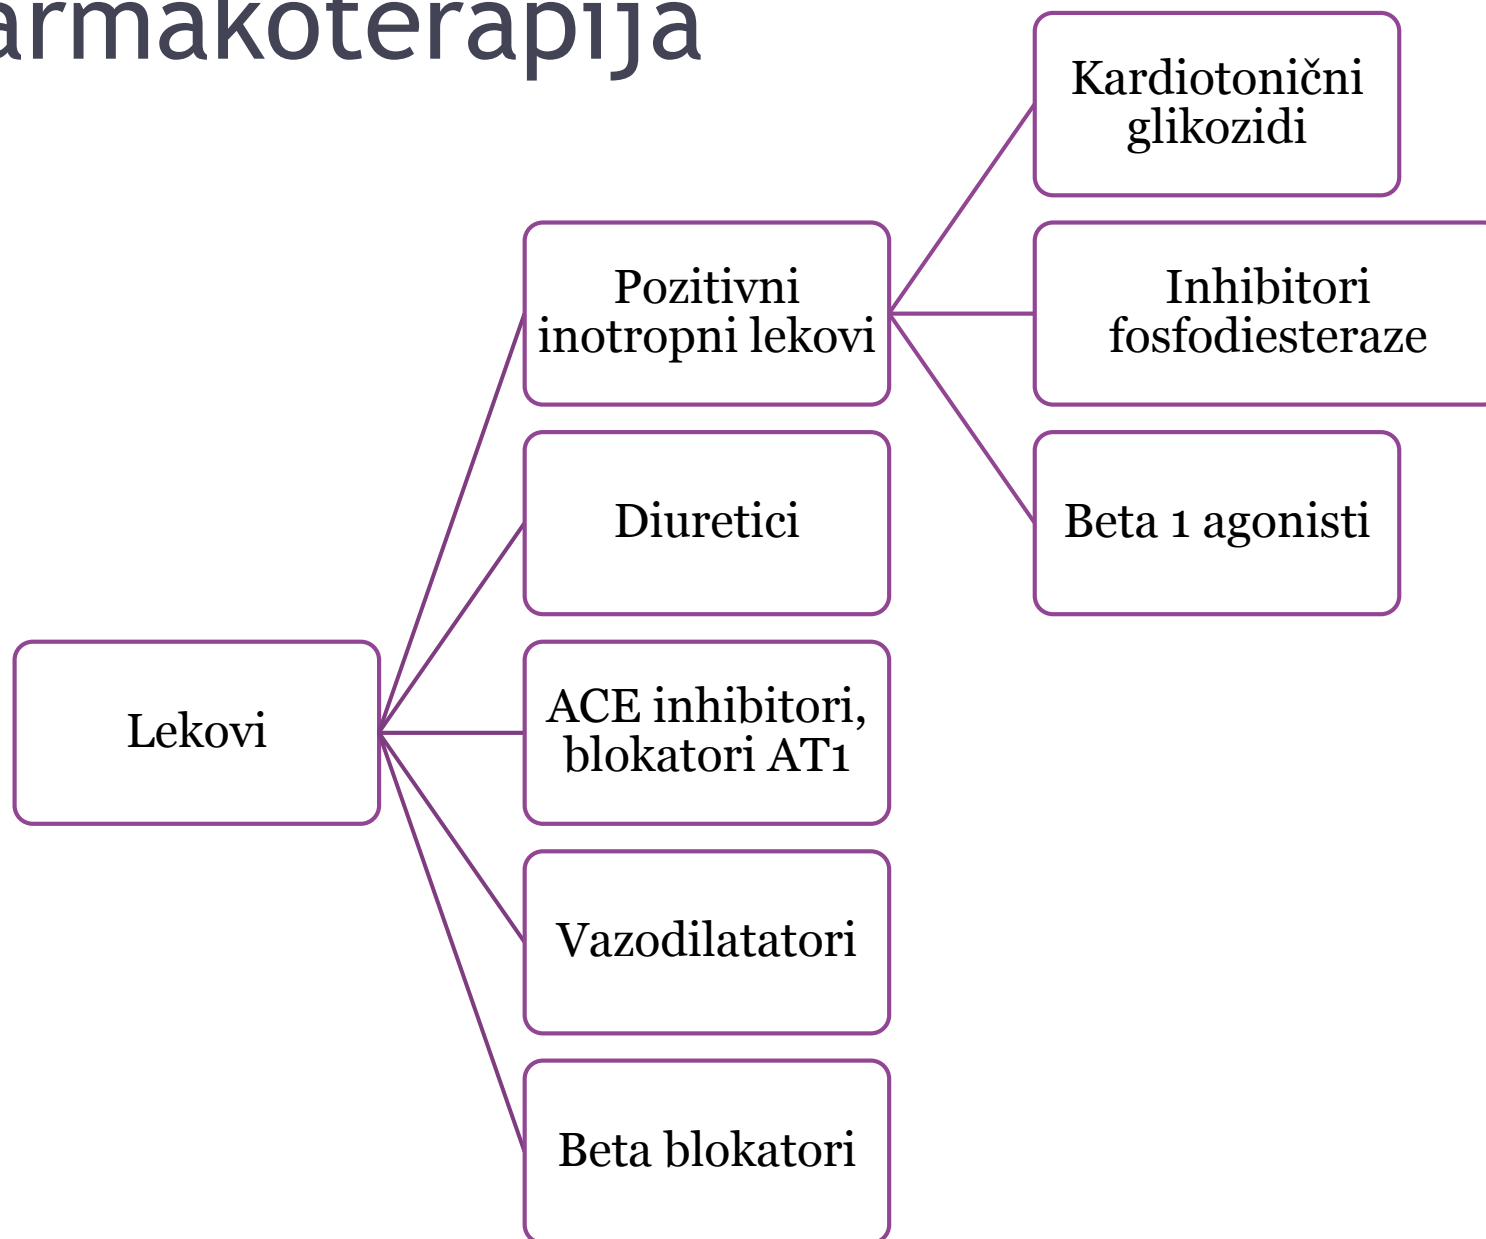 armakoterapija
Kardiotonični
glikozidi
Pozitivni
inotropni lekovi
Inhibitori
fosfodiesteraze
Diuretici
Beta 1 agonisti
Lekovi
ACE inhibitori,
blokatori AT1
Vazodilatatori
Beta blokatori